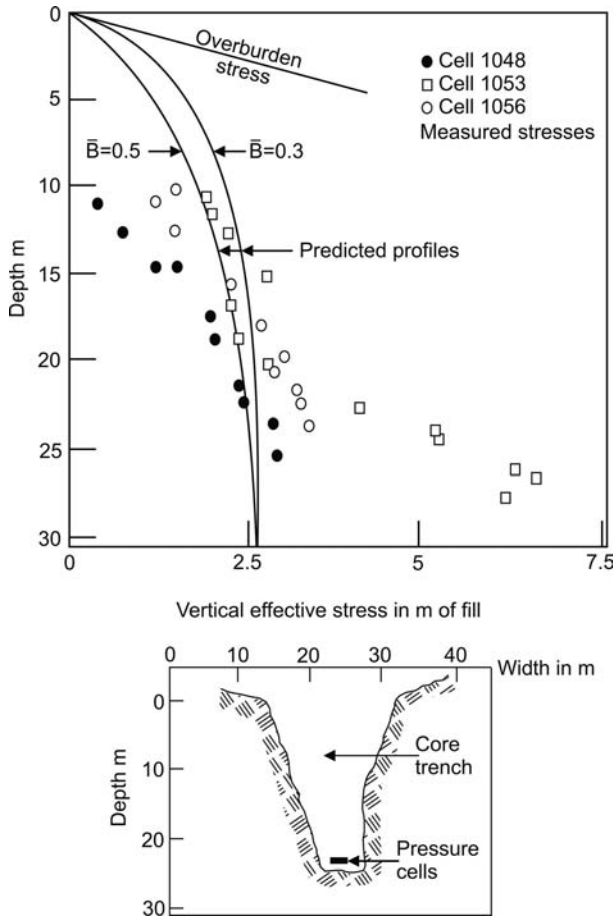 0
5
10
15
20
25
30
Depth m
Overburden
stress
● Cell 1048
□ Cell 1053
○ Cell 1056
Measured stresses
B̅=0.5
B̅=0.3
Predicted profiles
0 2.5 5 7.5
Vertical effective stress in m of fill
0 10 20 30 40 Width in m
0
10
20
30
Depth m
Core
trench
Pressure
cells